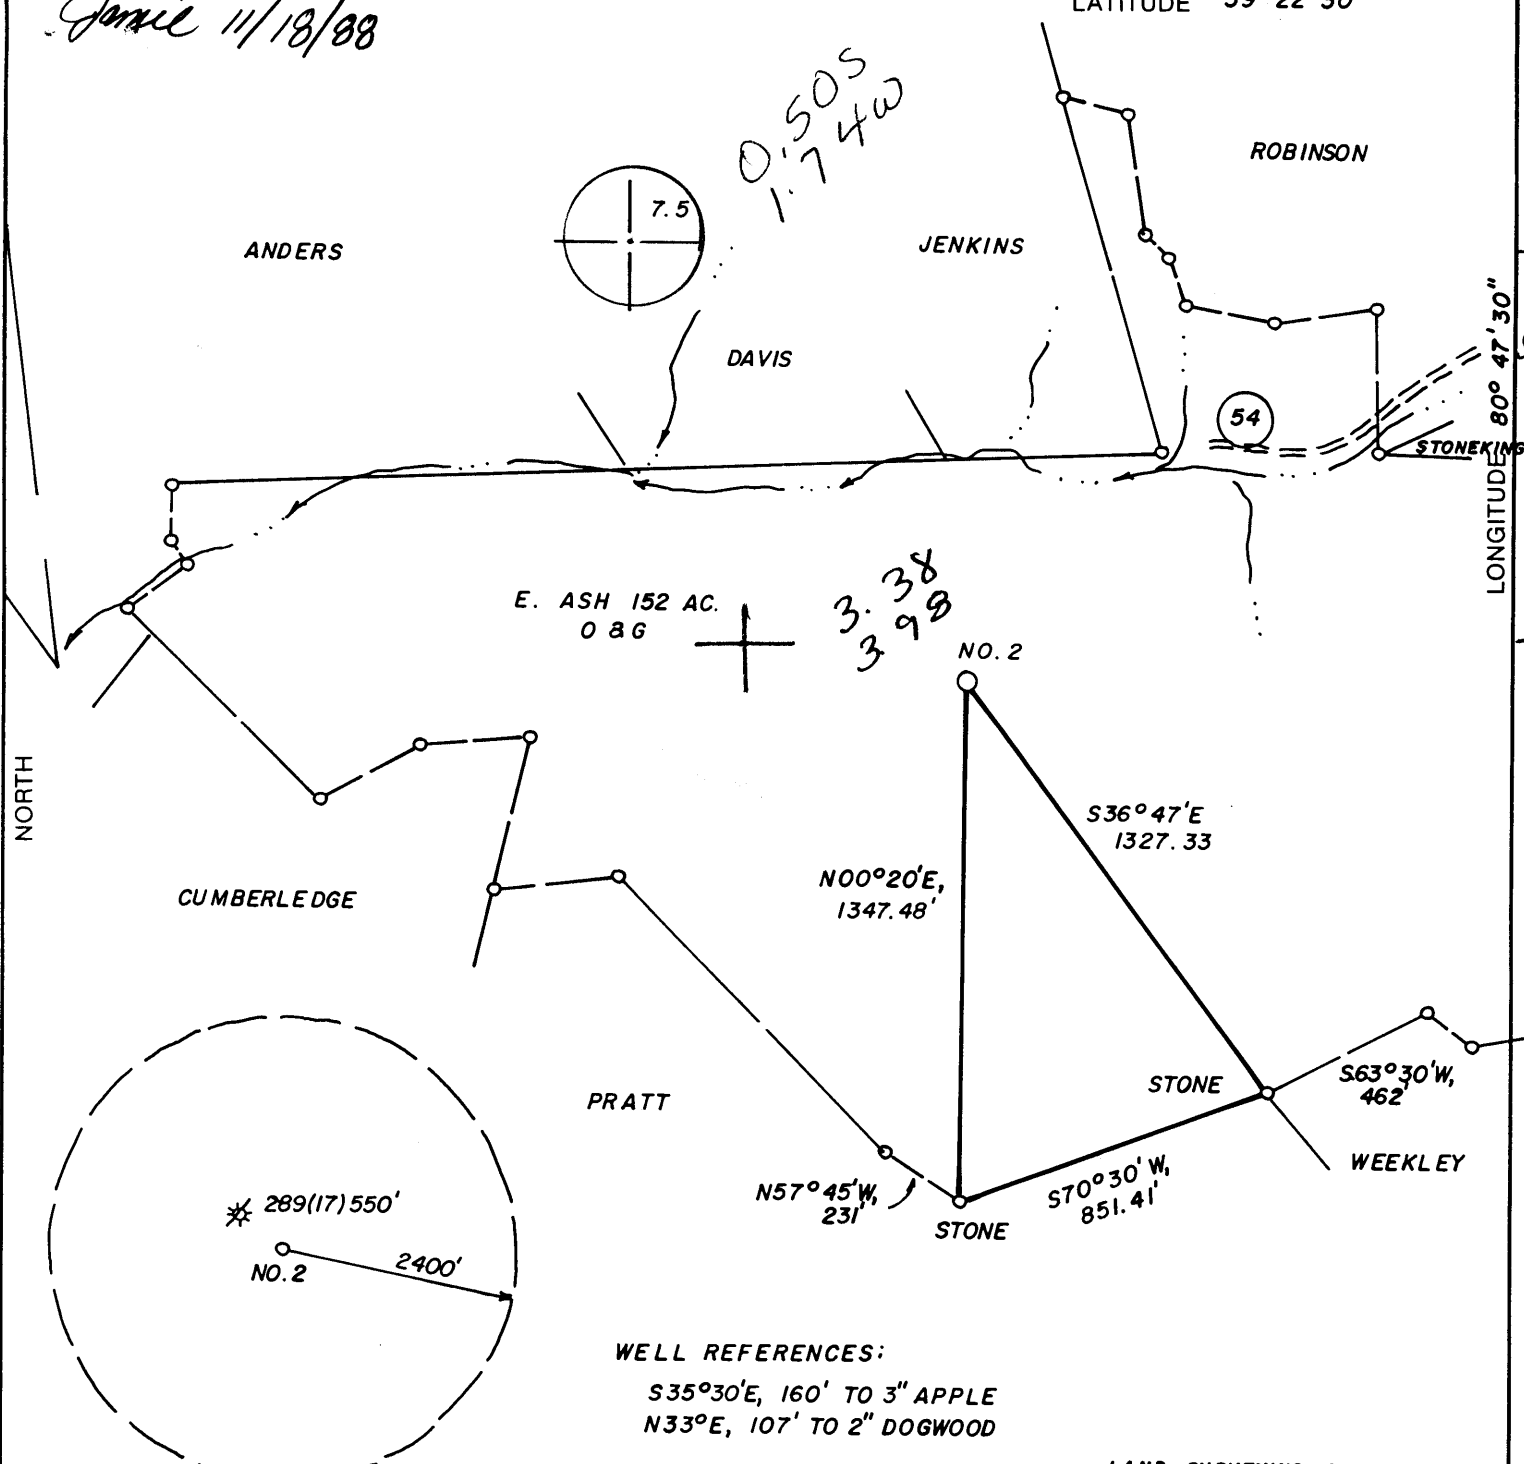 11/18/88
LATITUDE 39° 22' 30"
0.50S
1.74W
ROBINSON
7.5
ANDERS
JENKINS
DAVIS
LONGITUDE 80° 47' 30"
54
STONEKING
E. ASH 152 AC.
O & G
3.38
3.98
NO. 2
NORTH
S36°47'E
1327.33
N00°20'E,
1347.48'
CUMBERLEDGE
STONE
S63°30'W,
462'
PRATT
WEEKLEY
N57°45'W,
231'
S70°30'W,
851.41'
STONE
289(17)550'
NO. 2
2400'
WELL REFERENCES:
S35°30'E, 160' TO 3" APPLE
N33°E, 107' TO 2" DOGWOOD